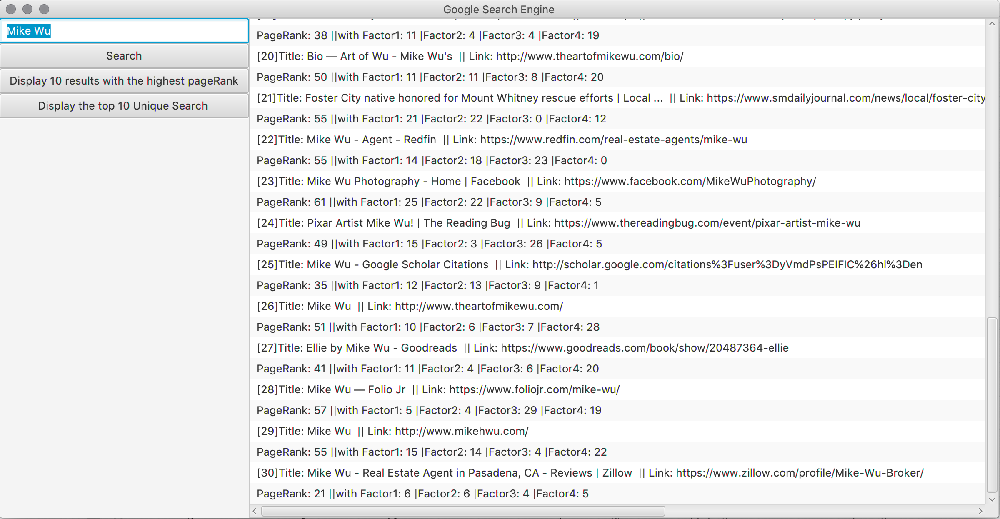 Google Search Engine
Mike Wu
Search
Display 10 results with the highest pageRank
Display the top 10 Unique Search
PageRank: 38 ||with Factor1: 11 |Factor2: 4 |Factor3: 4 |Factor4: 19
[20]Title: Bio — Art of Wu - Mike Wu's  || Link: http://www.theartofmikewu.com/bio/
PageRank: 50 ||with Factor1: 11 |Factor2: 11 |Factor3: 8 |Factor4: 20
[21]Title: Foster City native honored for Mount Whitney rescue efforts | Local ...  || Link: https://www.smdailyjournal.com/news/local/foster-city
PageRank: 55 ||with Factor1: 21 |Factor2: 22 |Factor3: 0 |Factor4: 12
[22]Title: Mike Wu - Agent - Redfin  || Link: https://www.redfin.com/real-estate-agents/mike-wu
PageRank: 55 ||with Factor1: 14 |Factor2: 18 |Factor3: 23 |Factor4: 0
[23]Title: Mike Wu Photography - Home | Facebook  || Link: https://www.facebook.com/MikeWuPhotography/
PageRank: 61 ||with Factor1: 25 |Factor2: 22 |Factor3: 9 |Factor4: 5
[24]Title: Pixar Artist Mike Wu! | The Reading Bug  || Link: https://www.thereadingbug.com/event/pixar-artist-mike-wu
PageRank: 49 ||with Factor1: 15 |Factor2: 3 |Factor3: 26 |Factor4: 5
[25]Title: Mike Wu - Google Scholar Citations  || Link: http://scholar.google.com/citations%3Fuser%3DyVmdPsPEIFIC%26hl%3Den
PageRank: 35 ||with Factor1: 12 |Factor2: 13 |Factor3: 9 |Factor4: 1
[26]Title: Mike Wu  || Link: http://www.theartofmikewu.com/
PageRank: 51 ||with Factor1: 10 |Factor2: 6 |Factor3: 7 |Factor4: 28
[27]Title: Ellie by Mike Wu - Goodreads  || Link: https://www.goodreads.com/book/show/20487364-ellie
PageRank: 41 ||with Factor1: 11 |Factor2: 4 |Factor3: 6 |Factor4: 20
[28]Title: Mike Wu — Folio Jr  || Link: https://www.foliojr.com/mike-wu/
PageRank: 57 ||with Factor1: 5 |Factor2: 4 |Factor3: 29 |Factor4: 19
[29]Title: Mike Wu  || Link: http://www.mikehwu.com/
PageRank: 55 ||with Factor1: 15 |Factor2: 14 |Factor3: 4 |Factor4: 22
[30]Title: Mike Wu - Real Estate Agent in Pasadena, CA - Reviews | Zillow  || Link: https://www.zillow.com/profile/Mike-Wu-Broker/
PageRank: 21 ||with Factor1: 6 |Factor2: 6 |Factor3: 4 |Factor4: 5